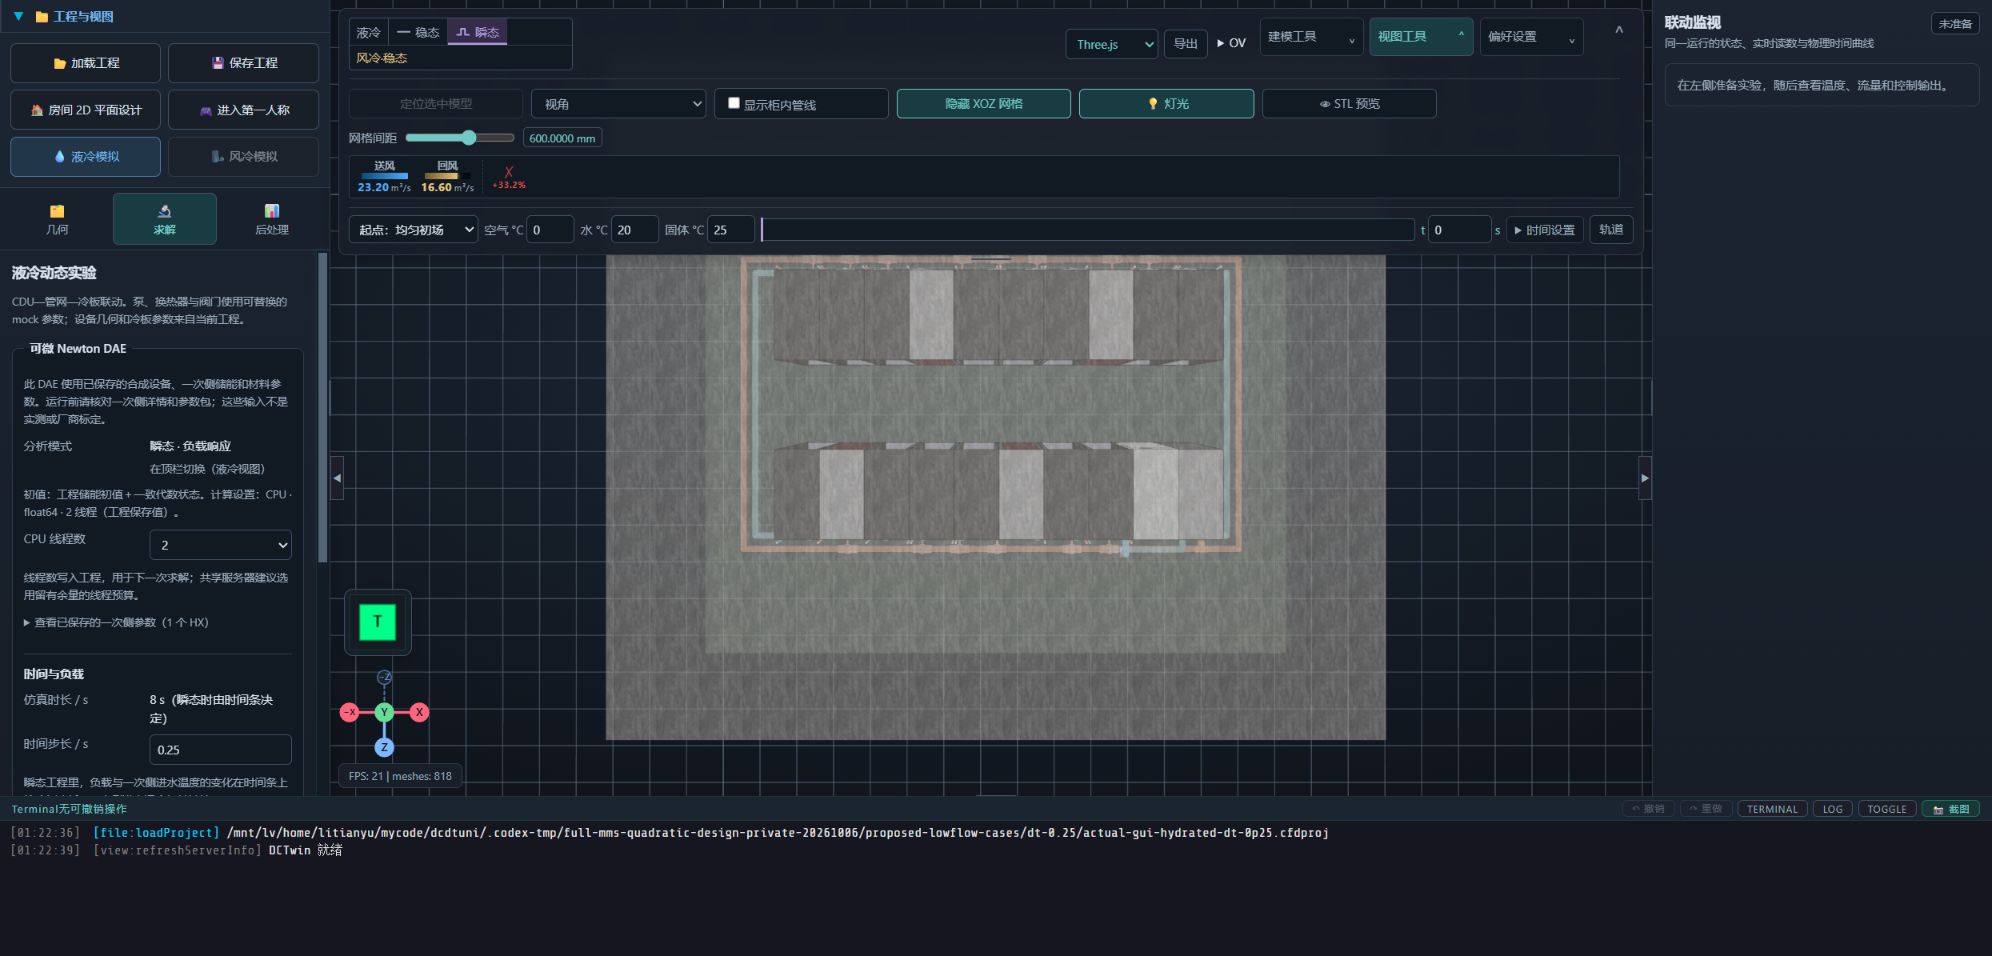 ▼ 工程与视图
加载工程
保存工程
房间 2D 平面设计
进入第一人称
液冷模拟
风冷模拟
几何
求解
后处理
液冷动态实验
CDU—管网—冷板联动。泵、换热器与阀门使用可替换的
mock 参数；设备几何和冷板参数来自当前工程。
可微 Newton DAE
此 DAE 使用已保存的合成设备、一次侧储能和材料参
数。运行前请核对一次侧详情和参数包；这些输入不是
实测或厂商标定。
分析模式
瞬态 · 负载响应
在顶栏切换（液冷视图）
初值：工程储能初值 + 一致代数状态。计算设置：CPU ·
float64 · 2 线程（工程保存值）。
CPU 线程数
2
线程数写入工程，用于下一次求解；共享服务器建议选
用留有余量的线程预算。
▶ 查看已保存的一次侧参数（1 个 HX）
时间与负载
仿真时长 / s
8 s（瞬态时由时间条决
定）
时间步长 / s
0.25
瞬态工程里，负载与一次侧进水温度的变化在时间条上
液冷
稳态
瞬态
风冷·稳态
Three.js
导出
▶ OV
建模工具
视图工具
偏好设置
定位选中模型
视角
显示柜内管线
隐藏 XOZ 网格
灯光
STL 预览
网格间距
600.0000 mm
送风
23.20 m³/s
回风
16.60 m³/s
X
+33.2%
起点：均匀初场
空气 °C
0
水 °C
20
固体 °C
25
t
0
s
▶ 时间设置
轨道
T
-Z
-X
Y
X
Z
FPS: 21 | meshes: 818
联动监视
未准备
同一运行的状态、实时读数与物理时间曲线
在左侧准备实验，随后查看温度、流量和控制输出。
Terminal无可撤销操作
↶ 撤销
↷ 重做
TERMINAL
LOG
TOGGLE
截图
[01:22:36] [file:loadProject] /mnt/lv/home/litianyu/mycode/dcdtuni/.codex-tmp/full-mms-quadratic-design-private-20261006/proposed-lowflow-cases/dt-0.25/actual-gui-hydrated-dt-0p25.cfdproj
[01:22:39] [view:refreshServerInfo] DCTwin 就绪